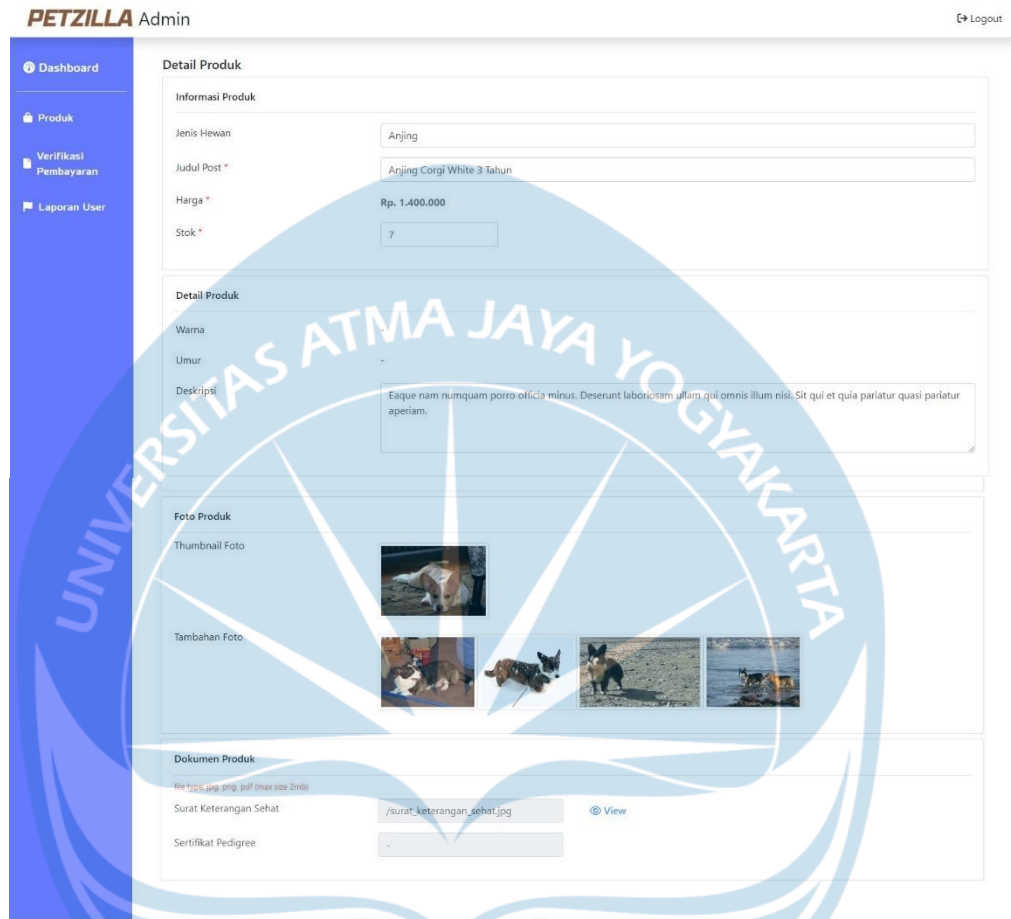 PETZILLA Admin
Logout
Dashboard
Produk
Verifikasi
Pembayaran
Laporan User
Detail Produk
Informasi Produk
Jenis Hewan
Anjing
Judul Post *
Anjing Corgi White 3 Tahun
Harga *
Rp. 1.400.000
Stok *
7
Detail Produk
Warna
-
Umur
-
Deskripsi
Eaque nam numquam porro officia minus. Deserunt laboriosam ullam qui omnis illum nisi. Sit qui et quia pariatur quasi pariatur
aperiam.
Foto Produk
Thumbnail Foto
Tambahan Foto
Dokumen Produk
file type: jpg, png, pdf (max size 2mb)
Surat Keterangan Sehat
/surat_keterangan_sehat.jpg
View
Sertifikat Pedigree
-
UNIVERSITAS ATMA JAYA YOGYAKARTA